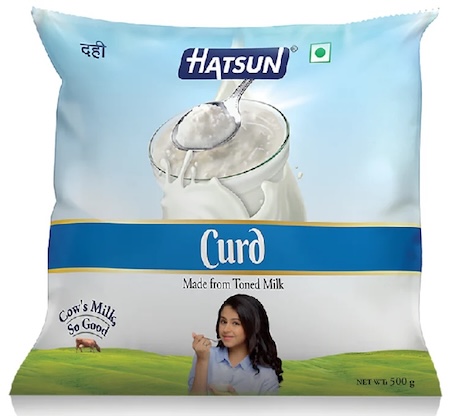 दही
HATSUN®
Curd
Made from Toned Milk
Cow's Milk,
So Good
NET WT. 500 g